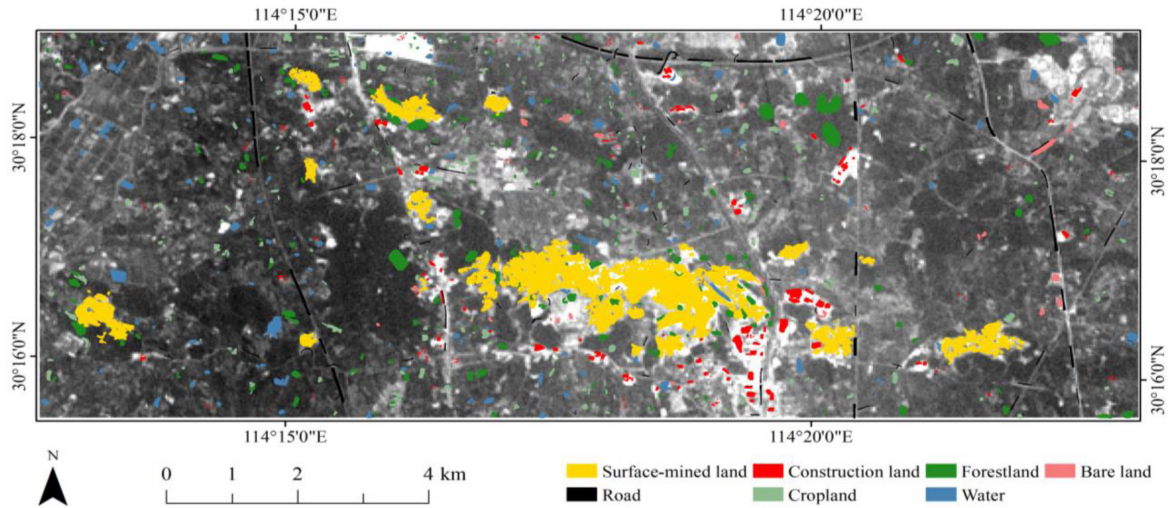 114°15'0"E 114°20'0"E
30°18'0"N
30°18'0"N
30°16'0"N
30°16'0"N
114°15'0"E 114°20'0"E
N
0 1 2 4 km
Surface-mined land Construction land Forestland Bare land
Road Cropland Water